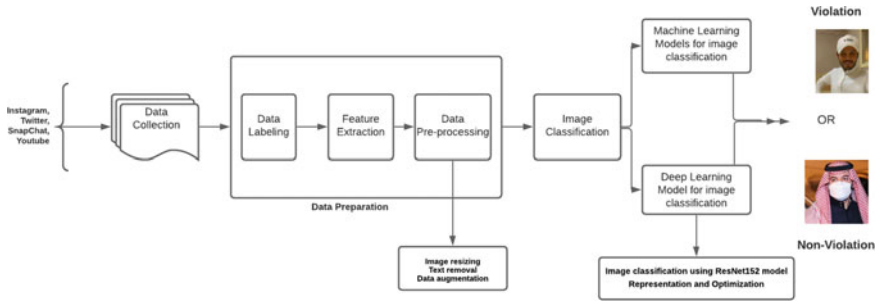 Instagram,
Twitter,
SnapChat,
Youtube
Data
Collection
Data
Labeling
Feature
Extraction
Data
Pre-processing
Data Preparation
Image resizing
Text removal
Data augmentation
Image
Classification
Machine Learning
Models for image
classification
Deep Learning
Model for image
classification
Image classification using ResNet152 model
Representation and Optimization
Violation
OR
Non-Violation